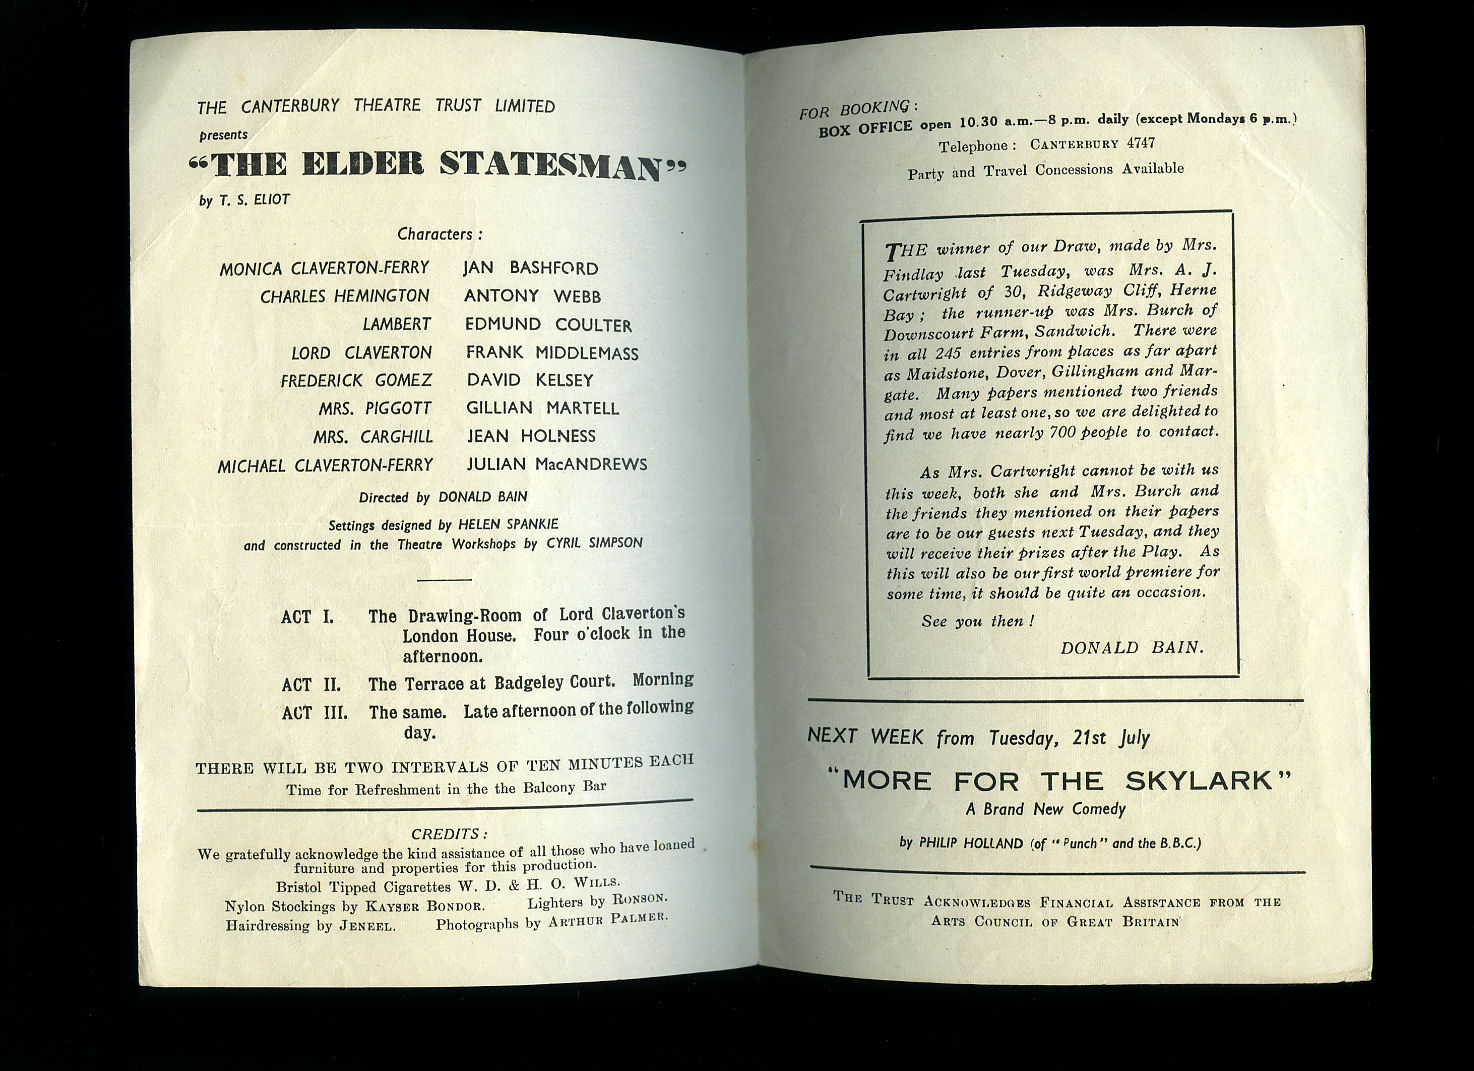 THE CANTERBURY THEATRE TRUST LIMITED
presents
“THE ELDER STATESMAN”
by T. S. ELIOT
Characters :
MONICA CLAVERTON-FERRY JAN BASHFORD
CHARLES HEMINGTON ANTONY WEBB
LAMBERT EDMUND COULTER
LORD CLAVERTON FRANK MIDDLEMASS
FREDERICK GOMEZ DAVID KELSEY
MRS. PIGGOTT GILLIAN MARTELL
MRS. CARGHILL JEAN HOLNESS
MICHAEL CLAVERTON-FERRY JULIAN MacANDREWS
Directed by DONALD BAIN
Settings designed by HELEN SPANKIE
and constructed in the Theatre Workshops by CYRIL SIMPSON
ACT I. The Drawing-Room of Lord Claverton's
London House. Four o'clock in the
afternoon.
ACT II. The Terrace at Badgeley Court. Morning
ACT III. The same. Late afternoon of the following
day.
THERE WILL BE TWO INTERVALS OF TEN MINUTES EACH
Time for Refreshment in the the Balcony Bar
CREDITS :
We gratefully acknowledge the kind assistance of all those who have loaned
furniture and properties for this production.
Bristol Tipped Cigarettes W. D. & H. O. WILLS.
Nylon Stockings by KAYSER BONDOR. Lighters by RONSON.
Hairdressing by JENEEL. Photographs by ARTHUR PALMER.
FOR BOOKING :
BOX OFFICE open 10.30 a.m.—8 p.m. daily (except Mondays 6 p.m.)
Telephone : CANTERBURY 4747
Party and Travel Concessions Available
THE winner of our Draw, made by Mrs.
Findlay last Tuesday, was Mrs. A. J.
Cartwright of 30, Ridgeway Cliff, Herne
Bay ; the runner-up was Mrs. Burch of
Downscourt Farm, Sandwich. There were
in all 245 entries from places as far apart
as Maidstone, Dover, Gillingham and Mar-
gate. Many papers mentioned two friends
and most at least one, so we are delighted to
find we have nearly 700 people to contact.
As Mrs. Cartwright cannot be with us
this week, both she and Mrs. Burch and
the friends they mentioned on their papers
are to be our guests next Tuesday, and they
will receive their prizes after the Play. As
this will also be our first world premiere for
some time, it should be quite an occasion.
See you then !
DONALD BAIN.
NEXT WEEK from Tuesday, 21st July
“MORE FOR THE SKYLARK”
A Brand New Comedy
by PHILIP HOLLAND (of “Punch” and the B.B.C.)
THE TRUST ACKNOWLEDGES FINANCIAL ASSISTANCE FROM THE
ARTS COUNCIL OF GREAT BRITAIN